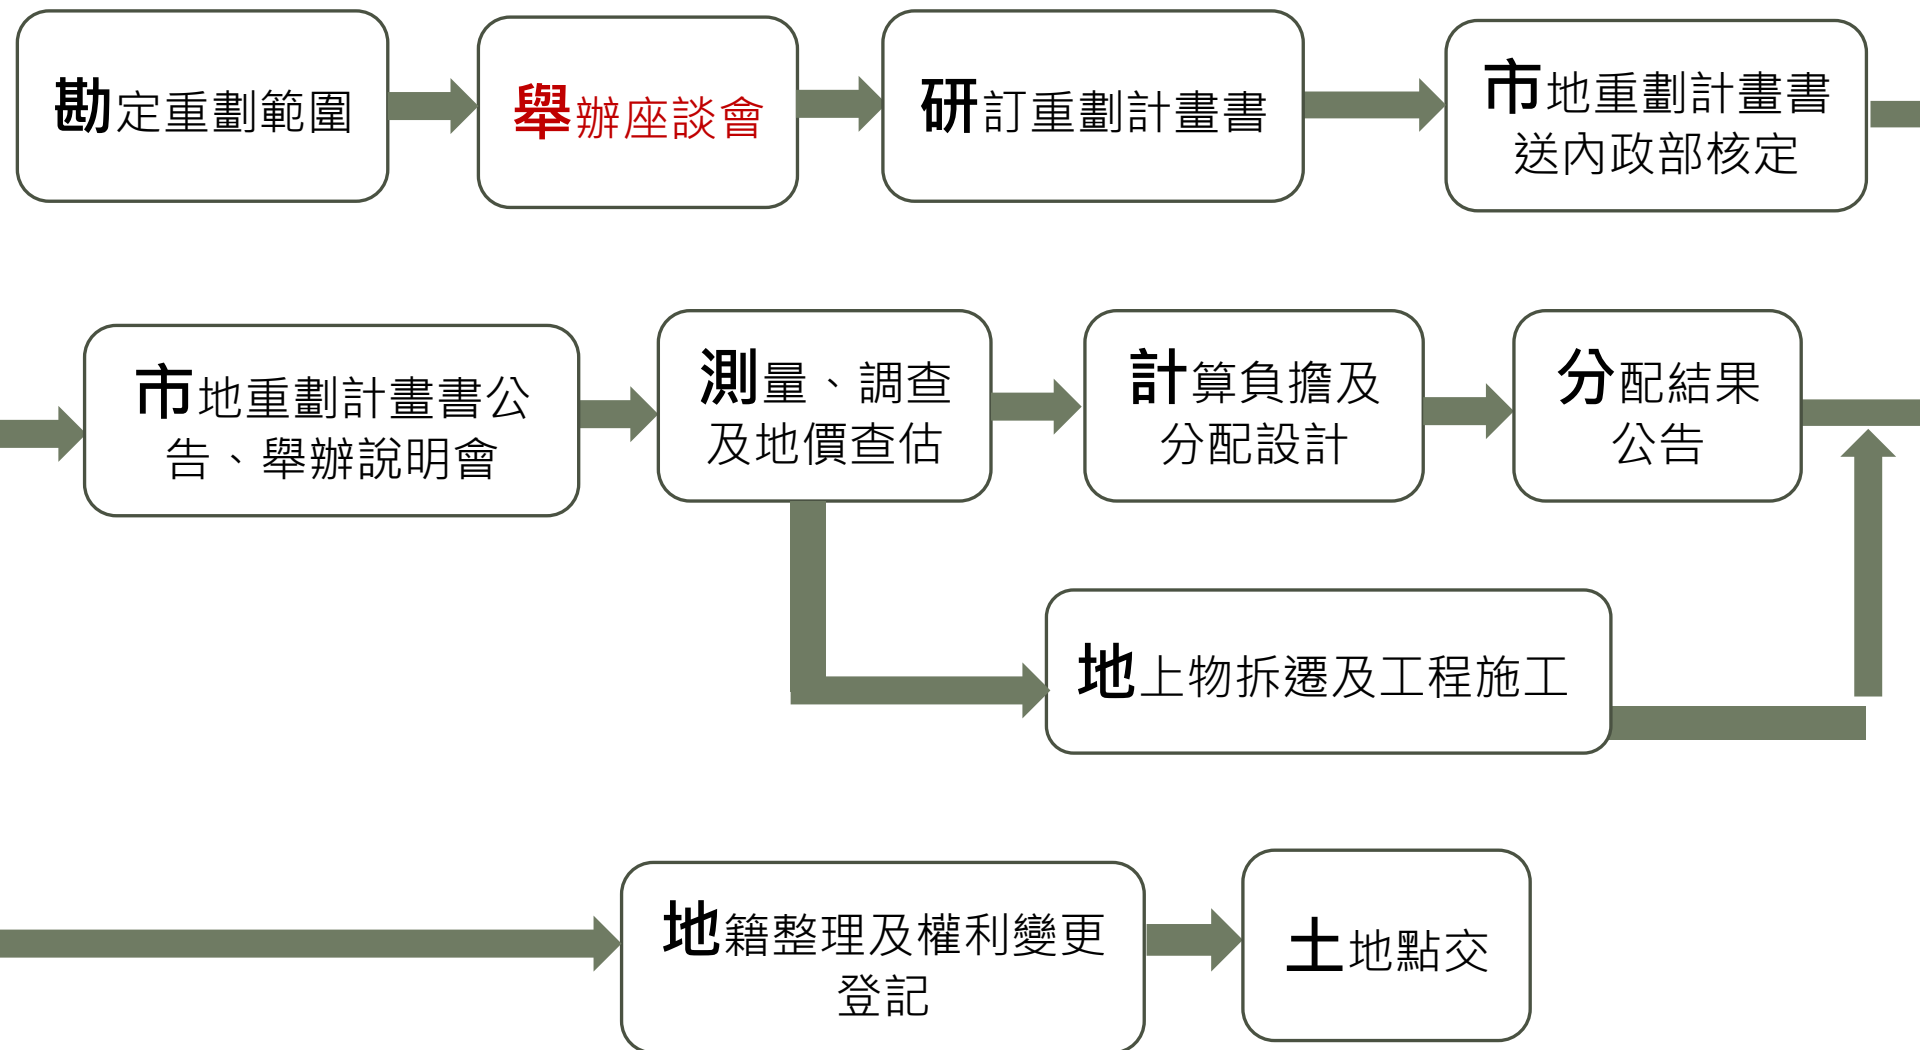 勘定重劃範圍
舉辦座談會
研訂重劃計畫書
市地重劃計畫書
送內政部核定
市地重劃計畫書公
告、舉辦說明會
測量、調查
及地價查估
計算負擔及
分配設計
分配結果
公告
地上物拆遷及工程施工
地籍整理及權利變更
登記
土地點交